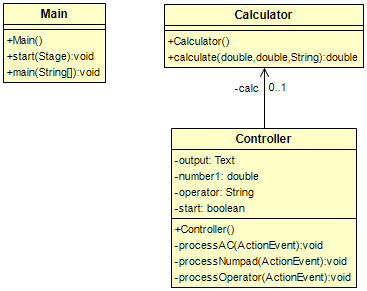 Main
+Main()
+start(Stage):void
+main(String[]):void
Calculator
+Calculator()
+calculate(double,double,String):double
-calc 0..1
Controller
-output: Text
-number1: double
-operator: String
-start: boolean
+Controller()
-processAC(ActionEvent):void
-processNumpad(ActionEvent):void
-processOperator(ActionEvent):void